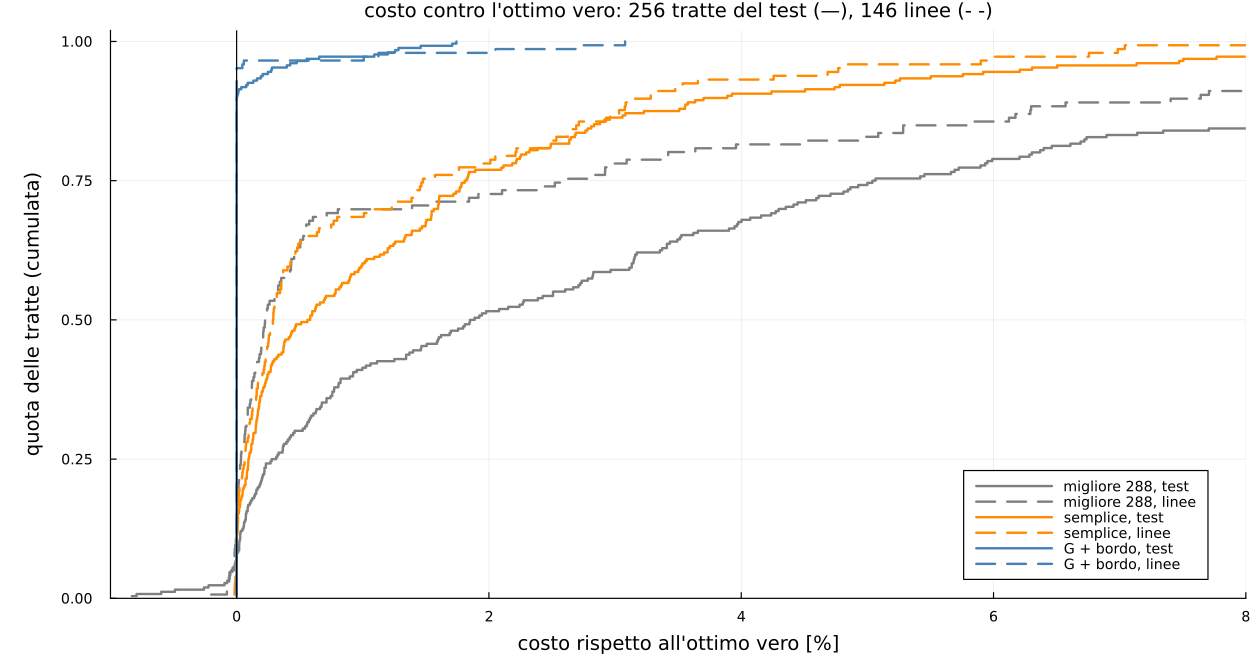 costo contro l'ottimo vero: 256 tratte del test (—), 146 linee (- -)
quota delle tratte (cumulata)
1.00
0.75
0.50
0.25
0.00
0
2
4
6
8
costo rispetto all'ottimo vero [%]
migliore 288, test
migliore 288, linee
semplice, test
semplice, linee
G + bordo, test
G + bordo, linee